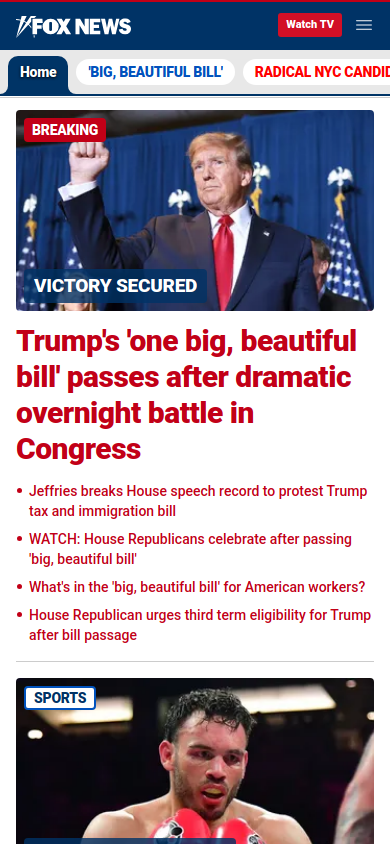 FOX NEWS
Watch TV
Home
'BIG, BEAUTIFUL BILL'
RADICAL NYC CANDID
BREAKING
VICTORY SECURED
Trump's 'one big, beautiful
bill' passes after dramatic
overnight battle in
Congress
Jeffries breaks House speech record to protest Trump
tax and immigration bill
WATCH: House Republicans celebrate after passing
'big, beautiful bill'
What's in the 'big, beautiful bill' for American workers?
House Republican urges third term eligibility for Trump
after bill passage
SPORTS